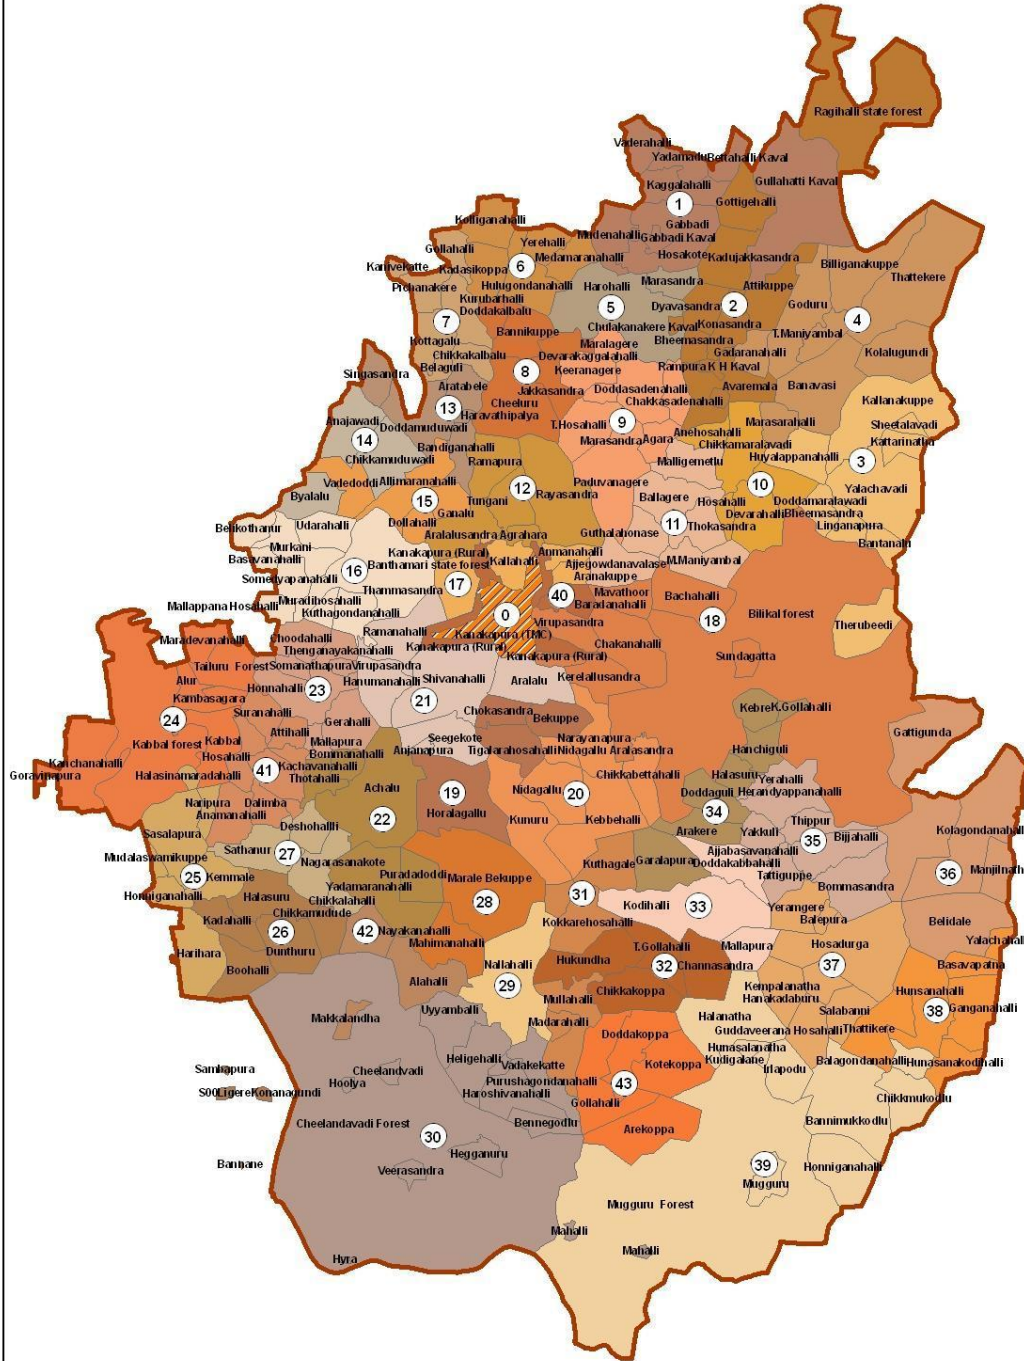 Ragihalli state forest
Vaderahalli
Yadamadu
Bettahalli Kaval
Kaggalahalli
Gullahatti Kaval
1
Gottigehalli
Kolliganahalli
Gabbadi
Mudenahalli
Gabbadi Kaval
Gollahalli
Yerehalli
Medamaranahalli
Hosakote
Kadujakkasandra
Kanivekatte
Kadasikoppa
6
Billiganakuppe
Thattekere
Pichanakere
Hulugondanahalli
Harohalli
Marasandra
Attikuppe
Kurubarhalli
Doddakalbalu
5
Dyavasandra
2
Goduru
4
7
Bannikuppe
Chulakanakere Kaval
Konasandra
T.Maniyambal
Kottagalu
Maralagere
Bheemasandra
Gadaranahalli
Kolalugundi
Chikkakalbalu
Devarakaggalahalli
Belaguli
8
Keeranagere
Rampura
K H Kaval
Singasandra
Aratabele
Jakkasandra
Doddasadenahalli
Avaremala
Banavasi
Cheeluru
Chakkasadenahalli
Kallanakuppe
13
Haravathipalya
Anajawadi
Doddamuduwadi
T.Hosahalli
9
Marasarahalli
Sheetalavadi
14
Marasandra
Agara
Anehosahalli
Chikkamaralavadi
Kattarinatha
Bandiganahalli
Chikkamuduwadi
Ramapura
Malligemetlu
Huyalappanahalli
3
Vadedoddi
Allimaranahalli
12
Paduvanagere
10
Yalachavadi
Byalalu
15
Tungani
Rayasandra
Ballagere
Hosahalli
Doddamaralawadi
Ganalu
Devarahalli
Bheemasandra
Belikothanur
Udarahalli
Dollahalli
11
Thokasandra
Linganapura
Aralalusandra
Agrahara
Guthalahonase
Bantanalu
Murkani
Kanakapura (Rural)
Anmanahalli
Basavanahalli
Banthamari state forest
Kallahalli
Ajjegowdanavalase
M.Maniyambal
16
Somedyapanahalli
17
Aranakuppe
Thammasandra
40
Mavathoor
Bachahalli
Mallappana Hosahalli
Muradihosahalli
Baradanahalli
Bilikal forest
Kuthagondanahalli
0
18
Virupasandra
Therubeedi
Ramanahalli
Kanakapura (TMC)
Maradevanahalli
Choodahalli
Kanakapura (Rural)
Chakanahalli
Thenganayakanahalli
Kanakapura (Rural)
Sundagatta
Tailuru Forest
Somanathapura
Virupasandra
Alur
Hanumanahalli
Shivanahalli
Aralalu
Kerelallusandra
Honnahalli
23
Kambasagara
21
Kebre
K.Gollahalli
Suranahalli
Chokasandra
24
Gerahalli
Bekuppe
Attihalli
Gattigunda
Kabbal forest
Kabbal
Mallapura
Seegekote
Narayanapura
Hosahalli
Bommanahalli
Anjanapura
Tigalarahosahalli
Nidagallu
Aralasandra
Hanchiguli
Kanchanahalli
Kachavanahalli
Goravinapura
Halasinamaradahalli
41
Thotahalli
Chikkabettahalli
Halasuru
Yerahalli
Achalu
19
Nidagallu
20
Doddaguli
Herandyappanahalli
Naripura
Dalimba
Horalagallu
34
Thippur
Anamanahalli
22
Kunuru
Kebbehalli
Kolagondanahalli
Sasalapura
Deshohallli
Arakere
Yakkuli
35
Bijjahalli
Sathanur
27
Ajjabasavanahalli
Mudalaswamikuppe
Nagarasanakote
Kuthagale
Garalapura
Doddakabbahalli
36
Manjilnath
25
Kemmale
Puradadoddi
Tattiguppe
Yadamaranahalli
Marale Bekuppe
Bommasandra
Honniganahalli
Halasuru
Chikkalahalli
28
31
Kodihalli
33
Yeramgere
Chikkamudude
Kadahalli
Kokkarehosahalli
Balepura
Belidale
26
42
Nayakanahalli
Mahimanahalli
T.Gollahalli
Mallapura
Hosadurga
Yalachahalli
Harihara
Dunthuru
Hukundha
Boohalli
Nallahalli
32
Channasandra
37
Basavapatna
Alahalli
29
Chikkakoppa
Kempalanatha
Hunsanahalli
Mullahalli
Hanakadaburu
Uyyamballi
Salabanni
38
Ganganahalli
Makkalandha
Madarahalli
Halanatha
Doddakoppa
Guddaveerana
Hosahalli
Thattikere
Heligehalli
Hunasalanatha
Vadakekatte
Kotekoppa
Kudigalane
Balagondanahalli
Hunasanakodihalli
Sambapura
Cheelandvadi
Irlapodu
Hoolya
Purushagondanahalli
43
S00Ligere
Konanagundi
Haroshivanahalli
Gollahalli
Chikkmukodlu
Cheelandavadi Forest
Bennegodlu
Arekoppa
Bannimukkodlu
30
Hegganuru
Bannane
Veerasandra
39
Honniganahalli
Mugguru
Mugguru Forest
Mahalli
Mahalli
Hyra